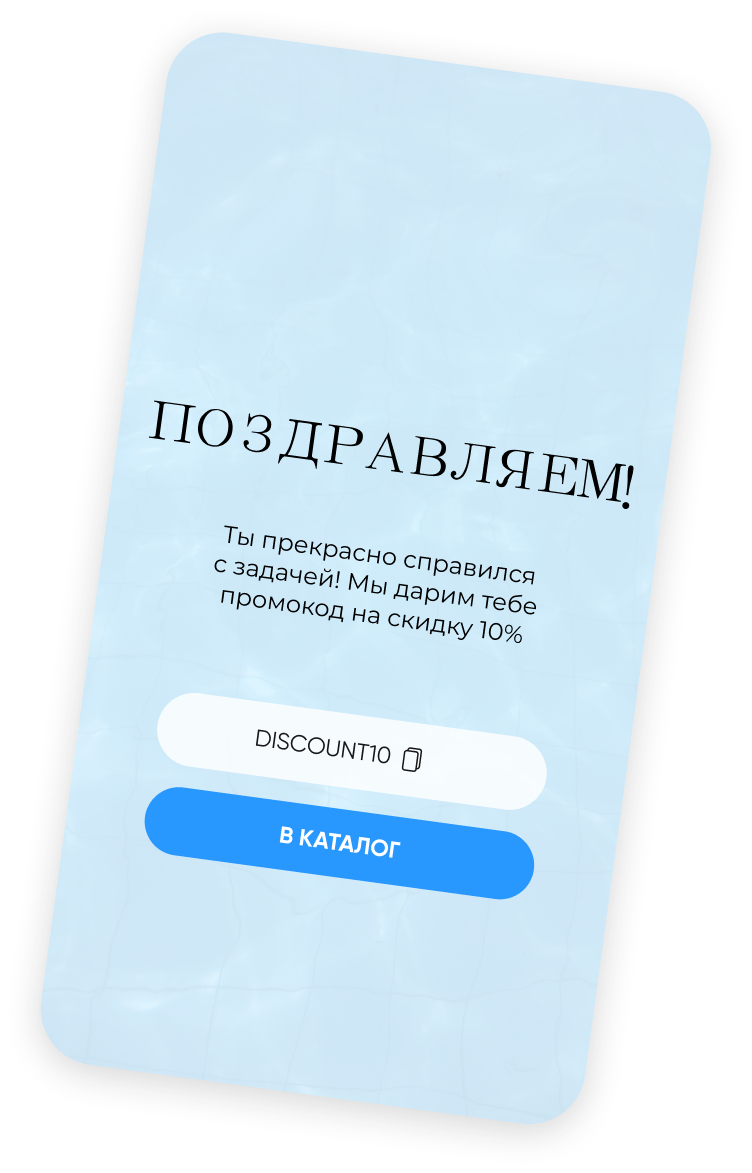 ПОЗДРАВЛЯЕМ!
Ты прекрасно справился
с задачей! Мы дарим тебе
промокод на скидку 10%
DISCOUNT10
В КАТАЛОГ